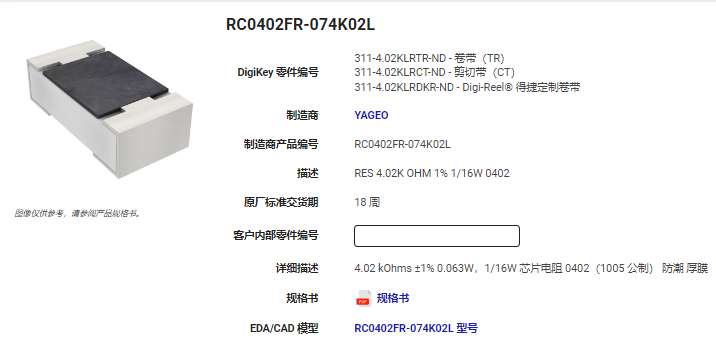 RC0402FR-074K02L
DigiKey 零件编号
311-4.02KLRTR-ND - 卷带（TR）
311-4.02KLRCT-ND - 剪切带（CT）
311-4.02KLRDKR-ND - Digi-Reel® 得捷定制卷带
制造商 YAGEO
制造商产品编号 RC0402FR-074K02L
描述 RES 4.02K OHM 1% 1/16W 0402
原厂标准交货期 18 周
客户内部零件编号
详细描述 4.02 kOhms ±1% 0.063W，1/16W 芯片电阻 0402（1005 公制） 防潮 厚膜
规格书 PDF 规格书
EDA/CAD 模型 RC0402FR-074K02L 型号
图像仅供参考，请参阅产品规格书。